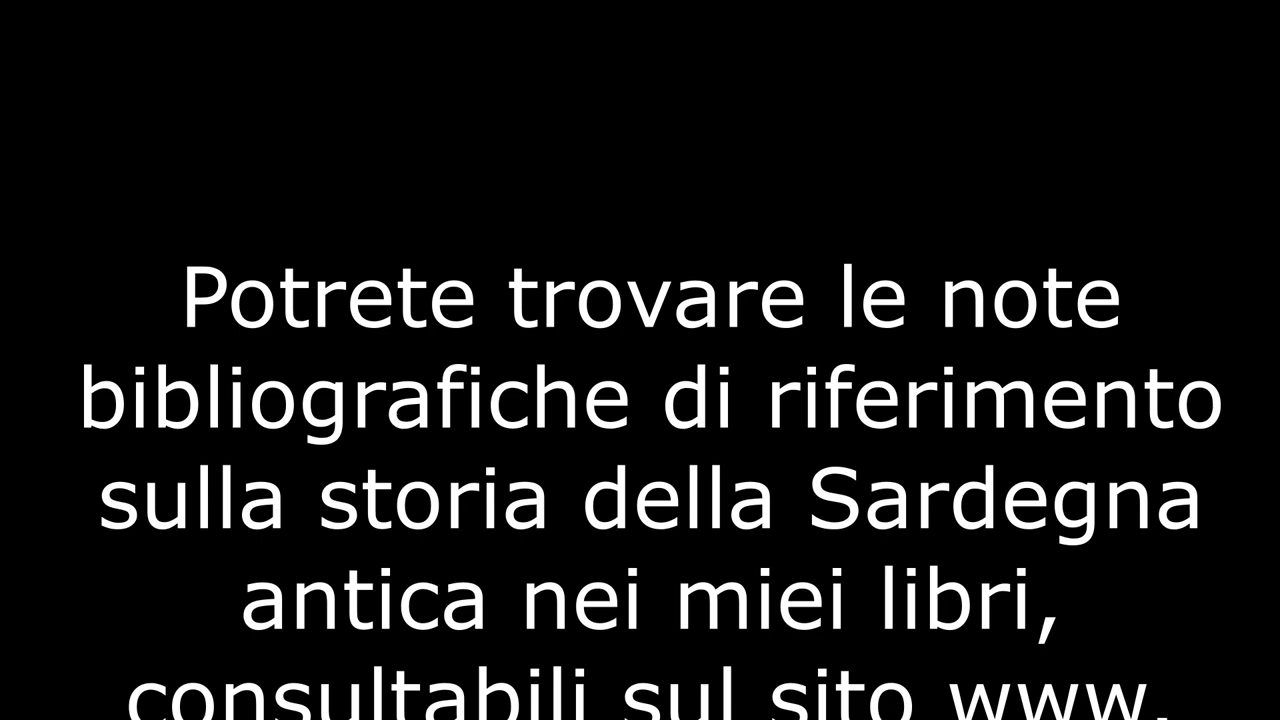 Potrete trovare le note
bibliografiche di riferimento
sulla storia della Sardegna
antica nei miei libri,
consultabili sul sito www.